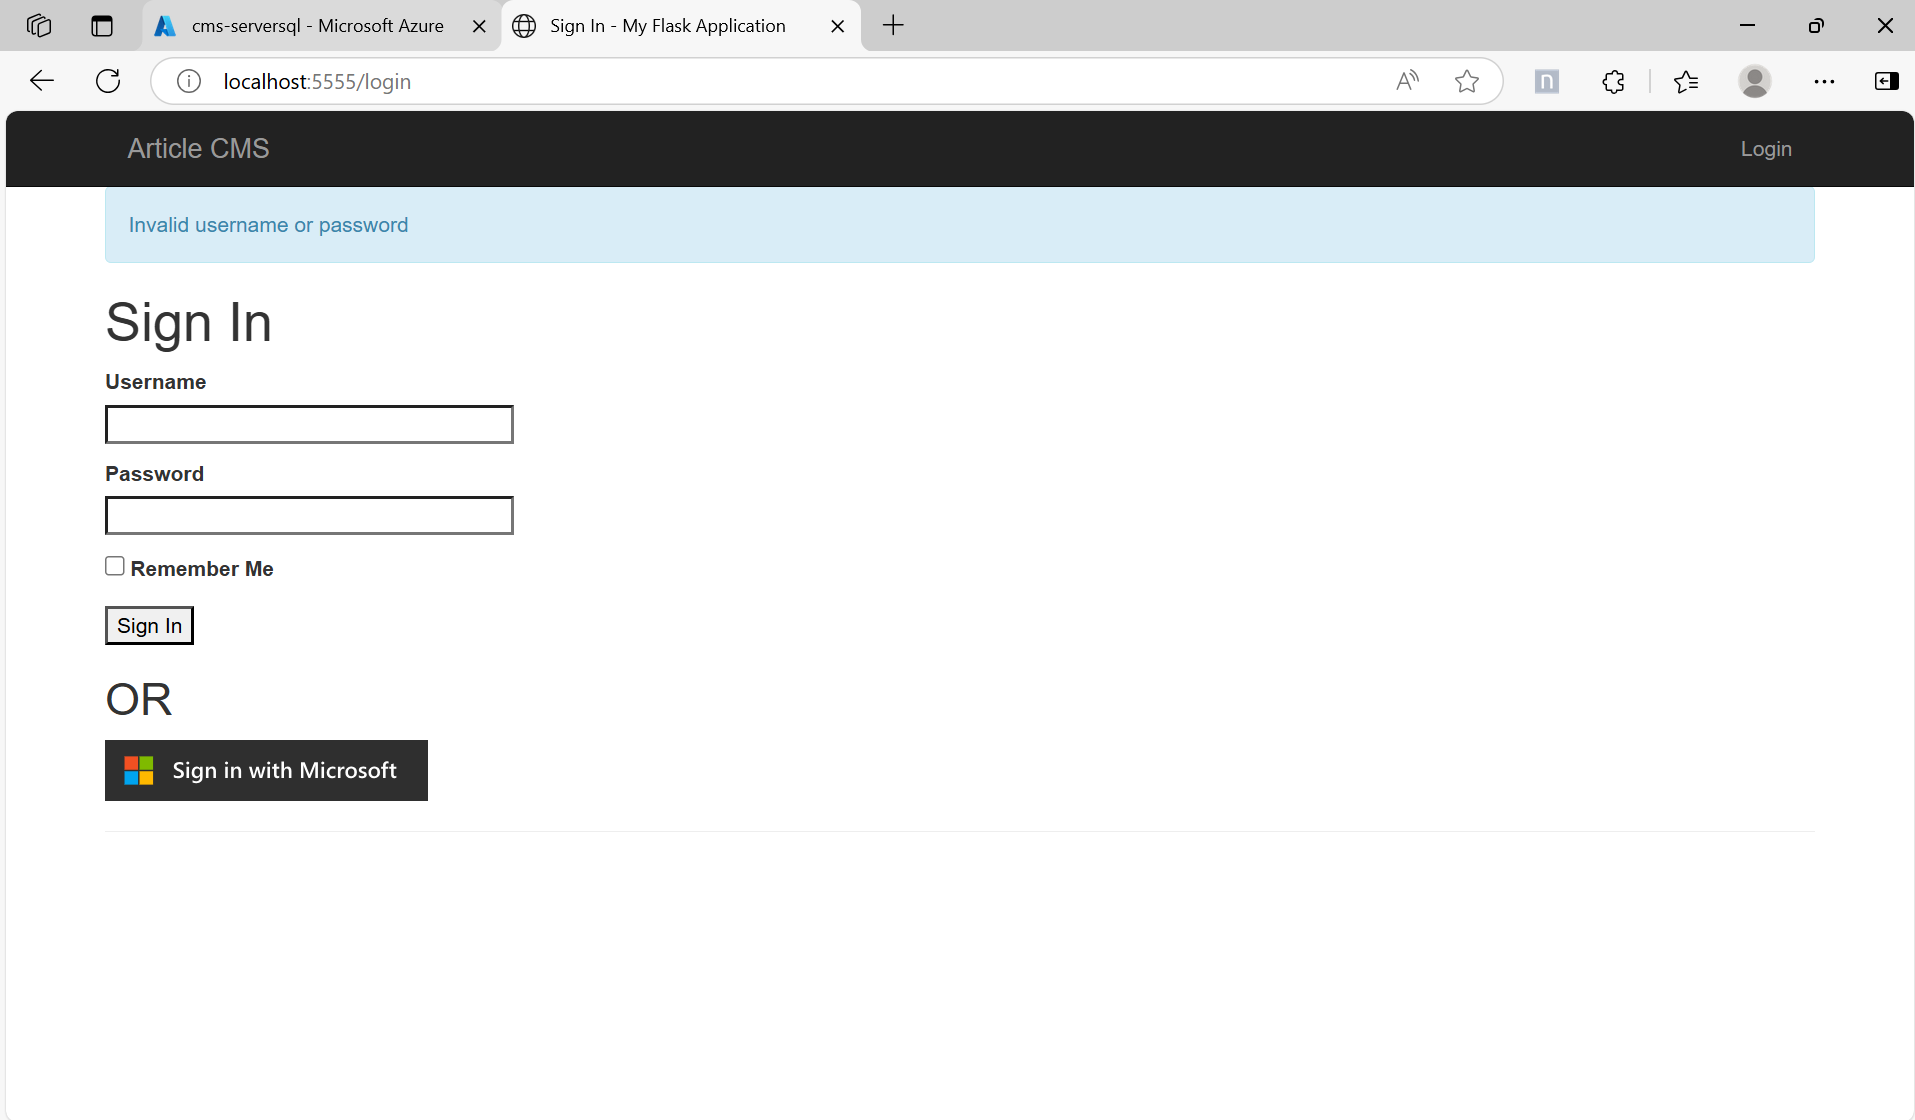 cms-serversql - Microsoft Azure
Sign In - My Flask Application
localhost:5555/login
Article CMS
Login
Invalid username or password
Sign In
Username
Password
Remember Me
Sign In
OR
Sign in with Microsoft